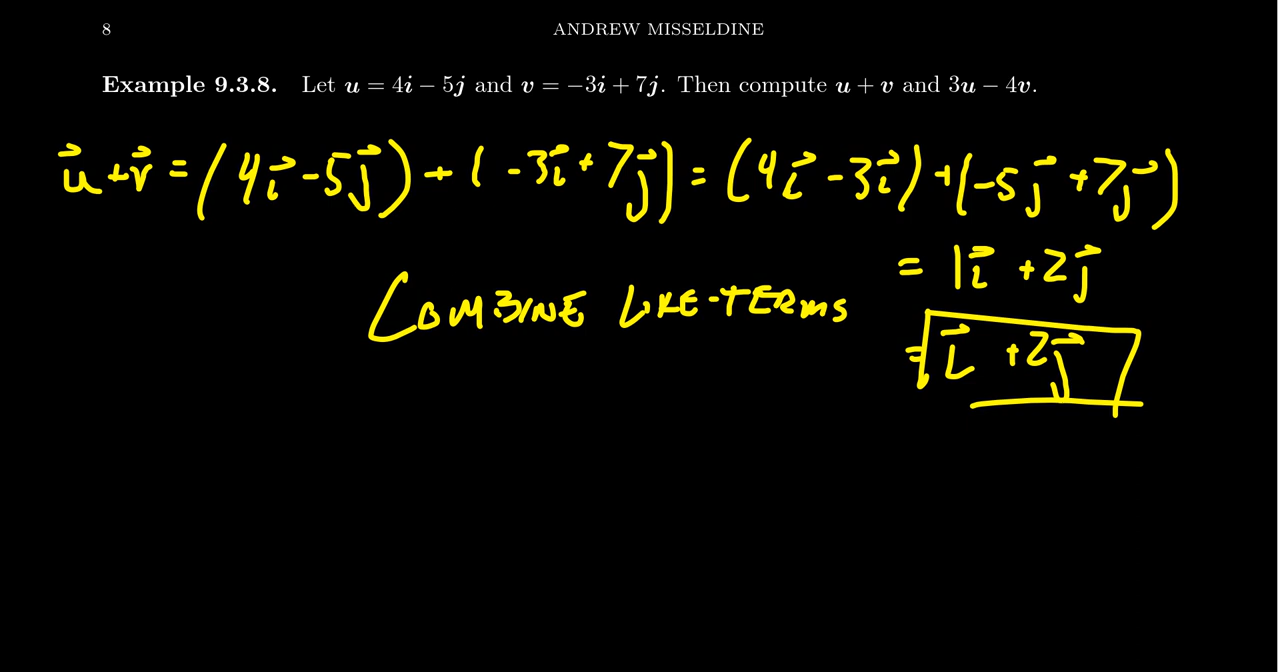 8 ANDREW MISSELDINE
Example 9.3.8. Let u = 4i − 5j and v = −3i + 7j. Then compute u + v and 3u − 4v.
u⃗ + v⃗ = (4i⃗ - 5j⃗) + (-3i⃗ + 7j⃗) = (4i⃗ - 3i⃗) + (-5j⃗ + 7j⃗)
= 1i⃗ + 2j⃗
COMBINE LIKE-TERMS
= i⃗ + 2j⃗